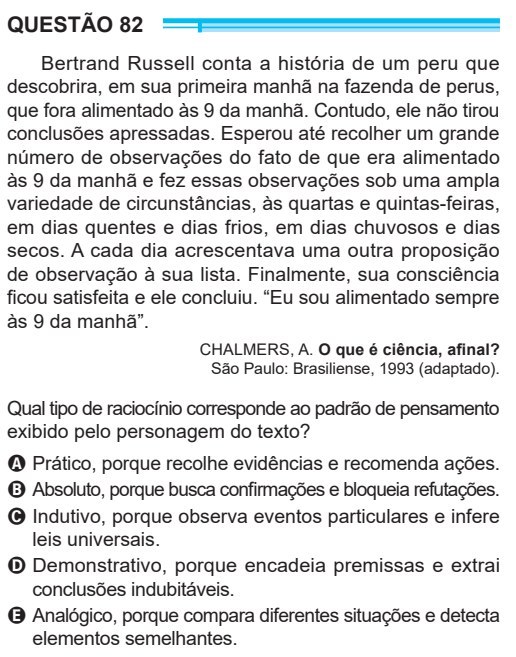 QUESTÃO 82
Bertrand Russell conta a história de um peru que
descobrira, em sua primeira manhã na fazenda de perus,
que fora alimentado às 9 da manhã. Contudo, ele não tirou
conclusões apressadas. Esperou até recolher um grande
número de observações do fato de que era alimentado
às 9 da manhã e fez essas observações sob uma ampla
variedade de circunstâncias, às quartas e quintas-feiras,
em dias quentes e dias frios, em dias chuvosos e dias
secos. A cada dia acrescentava uma outra proposição
de observação à sua lista. Finalmente, sua consciência
ficou satisfeita e ele concluiu. “Eu sou alimentado sempre
às 9 da manhã”.
CHALMERS, A. O que é ciência, afinal?
São Paulo: Brasiliense, 1993 (adaptado).
Qual tipo de raciocínio corresponde ao padrão de pensamento
exibido pelo personagem do texto?
A Prático, porque recolhe evidências e recomenda ações.
B Absoluto, porque busca confirmações e bloqueia refutações.
C Indutivo, porque observa eventos particulares e infere
leis universais.
D Demonstrativo, porque encadeia premissas e extrai
conclusões indubitáveis.
E Analógico, porque compara diferentes situações e detecta
elementos semelhantes.